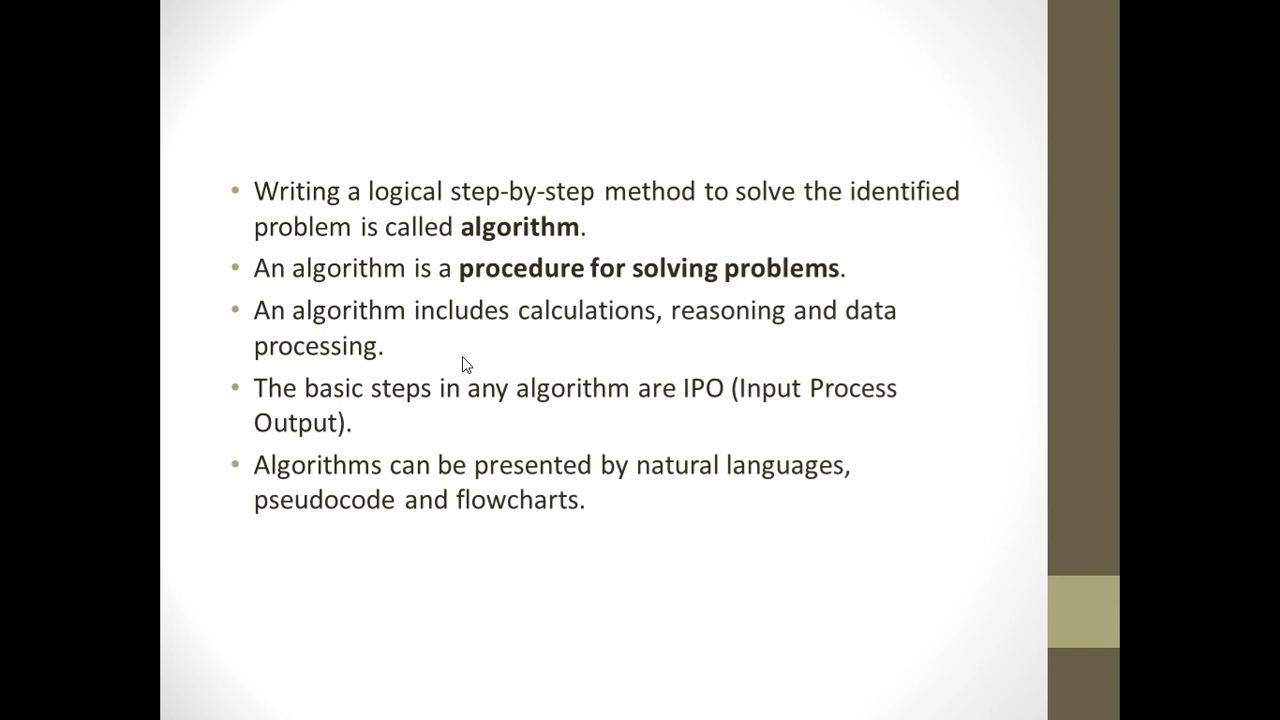 • Writing a logical step-by-step method to solve the identified
problem is called algorithm.
• An algorithm is a procedure for solving problems.
• An algorithm includes calculations, reasoning and data
processing.
• The basic steps in any algorithm are IPO (Input Process
Output).
• Algorithms can be presented by natural languages,
pseudocode and flowcharts.